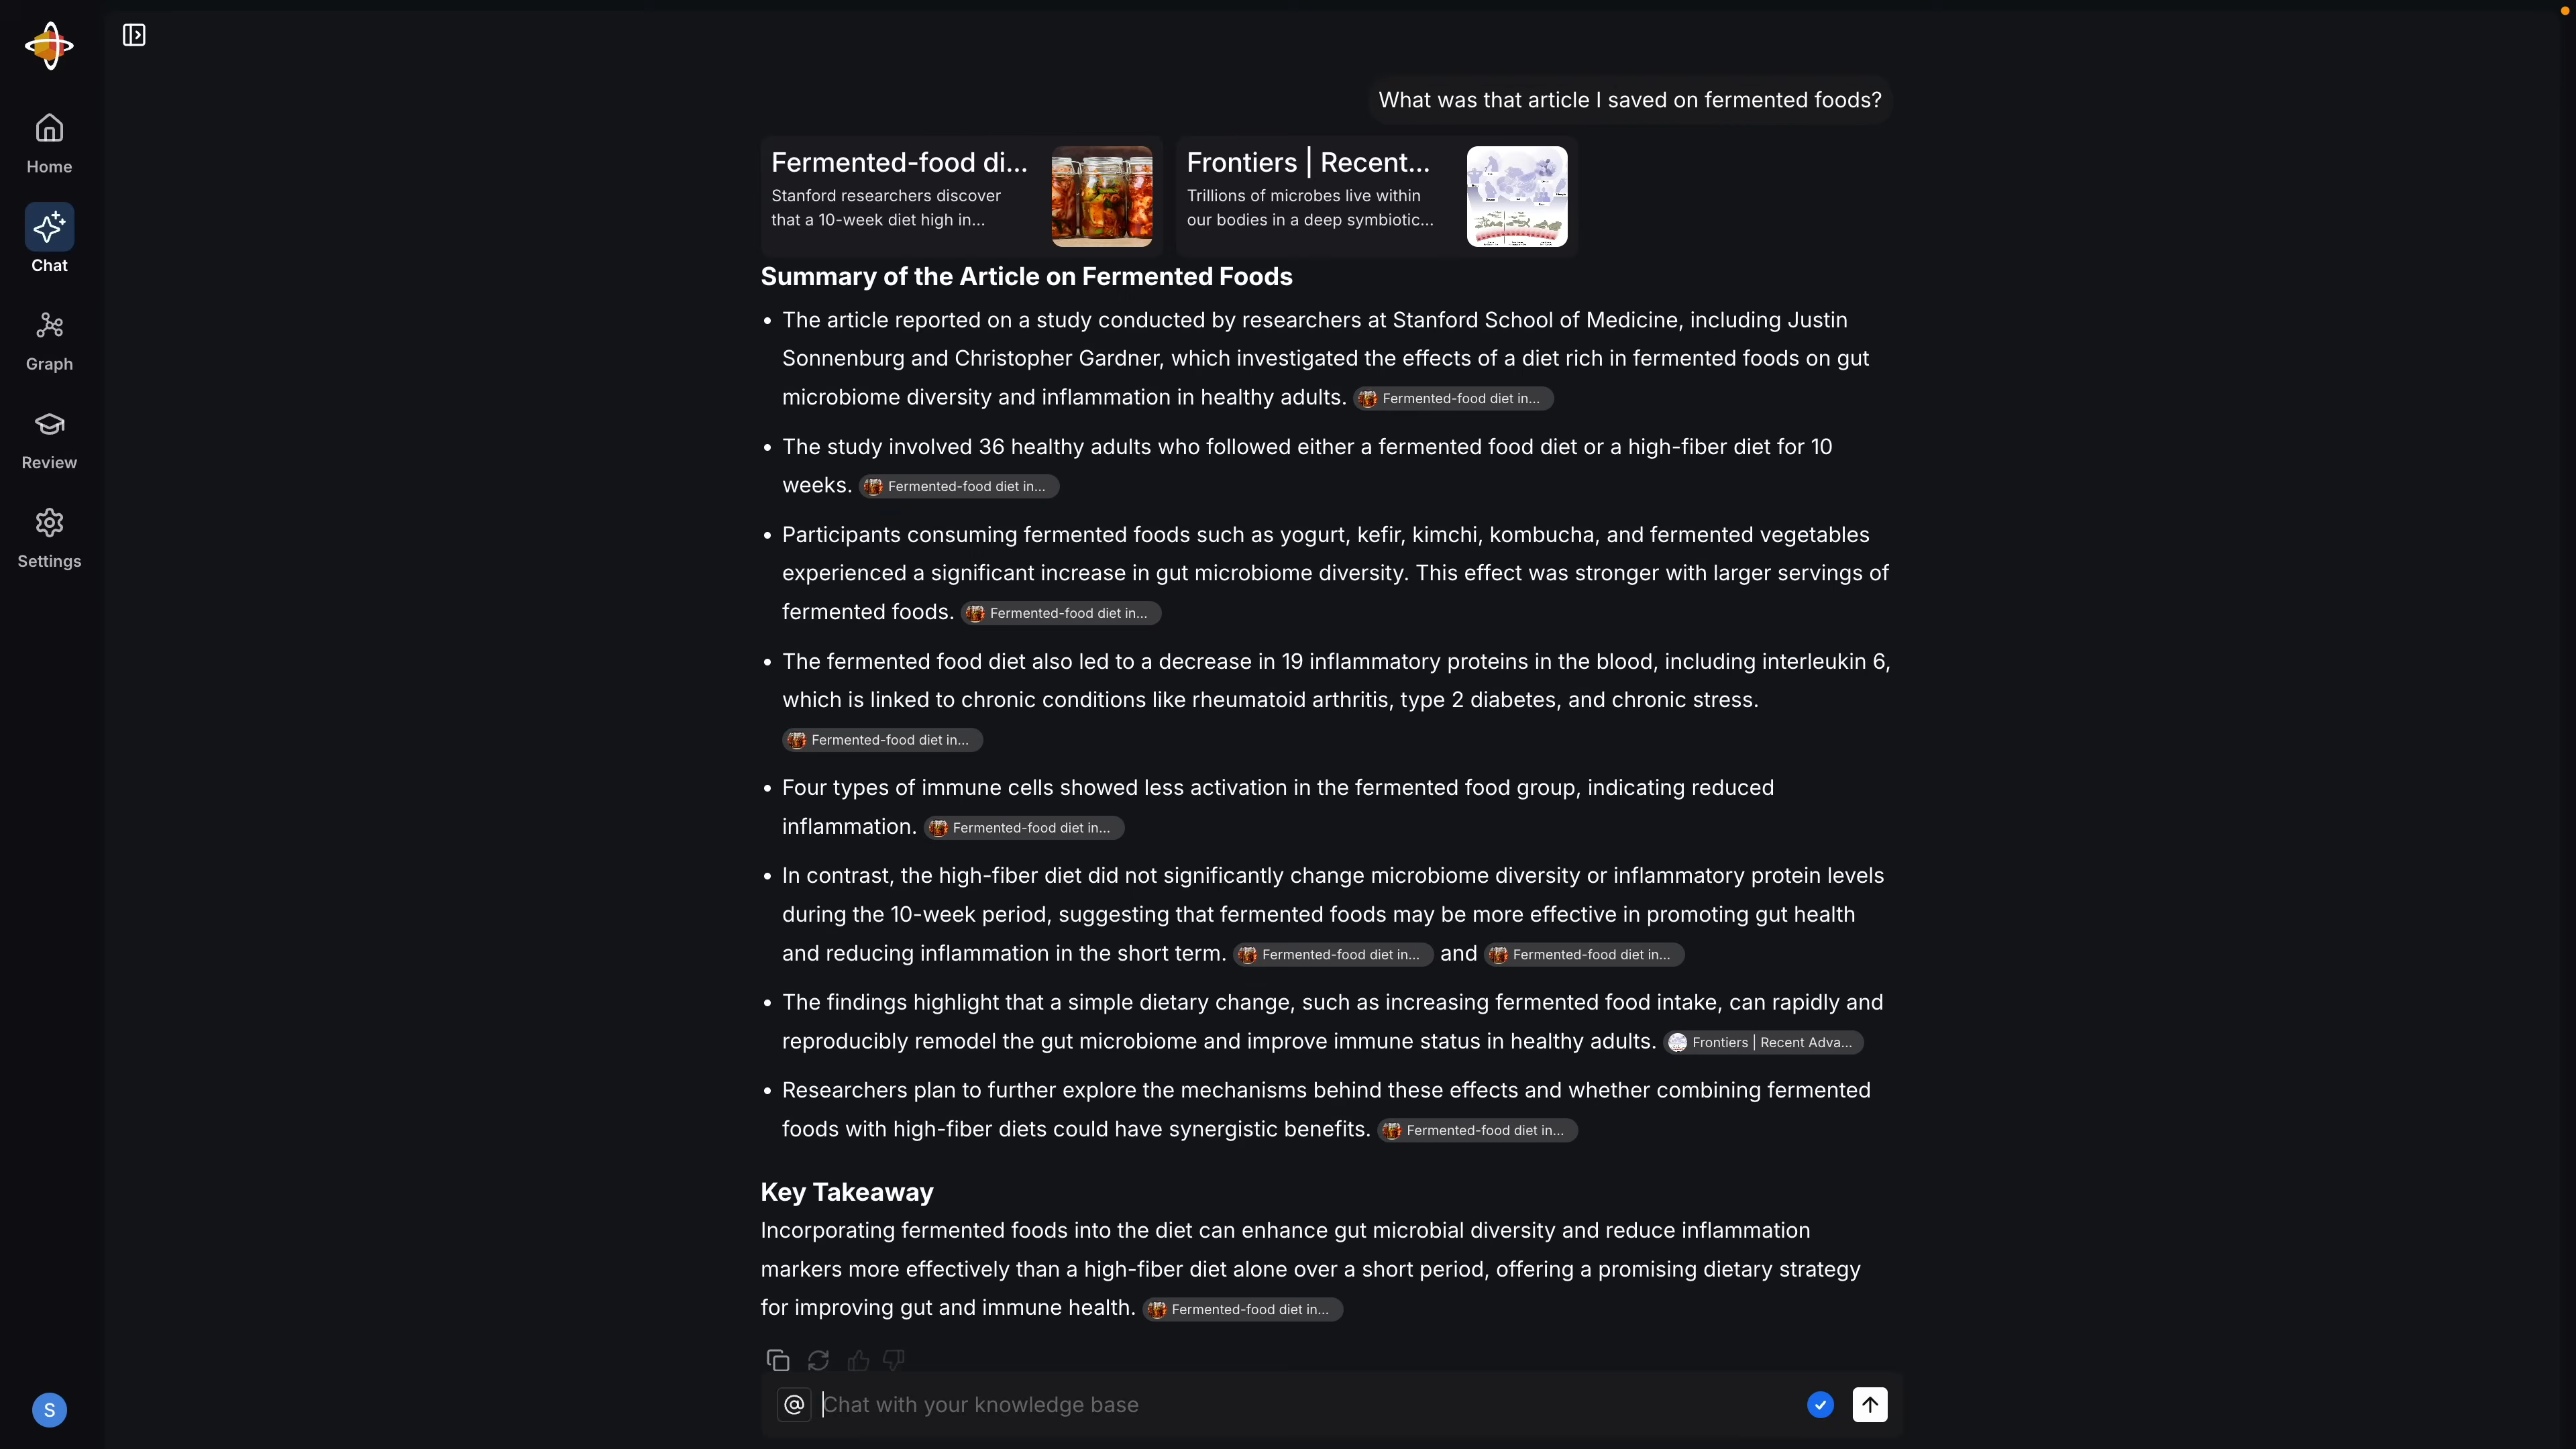 What was that article I saved on fermented foods?
Home
Chat
Graph
Review
Settings
S
Fermented-food di...
Stanford researchers discover
that a 10-week diet high in...
Frontiers | Recent...
Trillions of microbes live within
our bodies in a deep symbiotic...
Summary of the Article on Fermented Foods
• The article reported on a study conducted by researchers at Stanford School of Medicine, including Justin
Sonnenburg and Christopher Gardner, which investigated the effects of a diet rich in fermented foods on gut
microbiome diversity and inflammation in healthy adults. Fermented-food diet in...
• The study involved 36 healthy adults who followed either a fermented food diet or a high-fiber diet for 10
weeks. Fermented-food diet in...
• Participants consuming fermented foods such as yogurt, kefir, kimchi, kombucha, and fermented vegetables
experienced a significant increase in gut microbiome diversity. This effect was stronger with larger servings of
fermented foods. Fermented-food diet in...
• The fermented food diet also led to a decrease in 19 inflammatory proteins in the blood, including interleukin 6,
which is linked to chronic conditions like rheumatoid arthritis, type 2 diabetes, and chronic stress.
Fermented-food diet in...
• Four types of immune cells showed less activation in the fermented food group, indicating reduced
inflammation. Fermented-food diet in...
• In contrast, the high-fiber diet did not significantly change microbiome diversity or inflammatory protein levels
during the 10-week period, suggesting that fermented foods may be more effective in promoting gut health
and reducing inflammation in the short term. Fermented-food diet in... and Fermented-food diet in...
• The findings highlight that a simple dietary change, such as increasing fermented food intake, can rapidly and
reproducibly remodel the gut microbiome and improve immune status in healthy adults. Frontiers | Recent Adva...
• Researchers plan to further explore the mechanisms behind these effects and whether combining fermented
foods with high-fiber diets could have synergistic benefits. Fermented-food diet in...
Key Takeaway
Incorporating fermented foods into the diet can enhance gut microbial diversity and reduce inflammation
markers more effectively than a high-fiber diet alone over a short period, offering a promising dietary strategy
for improving gut and immune health. Fermented-food diet in...
@ Chat with your knowledge base